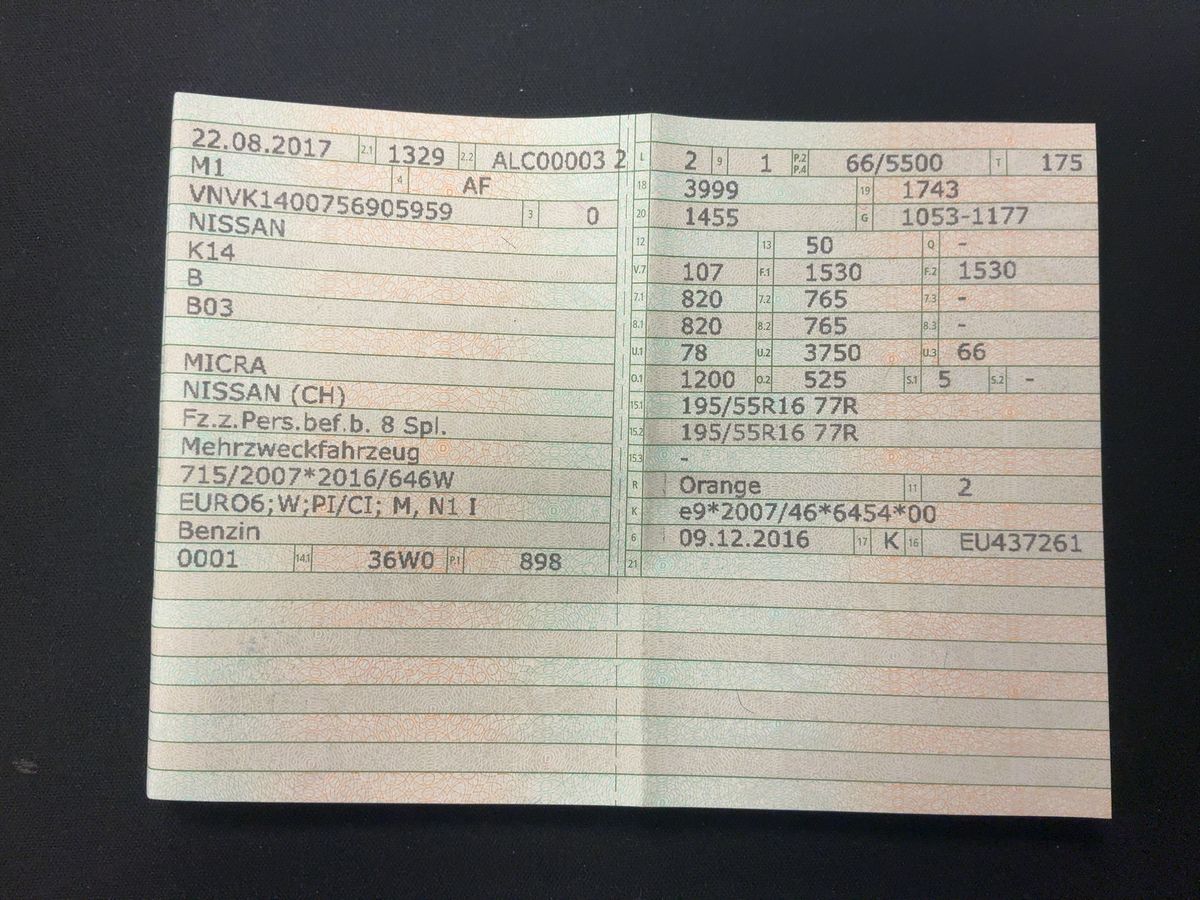 22.08.2017 2.1 1329 2.2 ALC00003 2
M1 4 AF
VNVK1400756905959 3 0
NISSAN
K14
B
B03
MICRA
NISSAN (CH)
Fz.z.Pers.bef.b. 8 Spl.
Mehrzweckfahrzeug
715/2007*2016/646W
EURO6;W;PI/CI; M, N1 I
Benzin
0001 14.1 36W0 P.1 898
L 2 9 1 P.2 P.4 66/5500 T 175
18 3999 19 1743
20 1455 G 1053-1177
12 13 50 Q -
V.7 107 F.1 1530 F.2 1530
7.1 820 7.2 765 7.3 -
8.1 820 8.2 765 8.3 -
U.1 78 U.2 3750 U.3 66
O.1 1200 O.2 525 S.1 5 S.2 -
15.1 195/55R16 77R
15.2 195/55R16 77R
15.3 -
R Orange 11 2
K e9*2007/46*6454*00
6 09.12.2016 17 K 16 EU437261
21